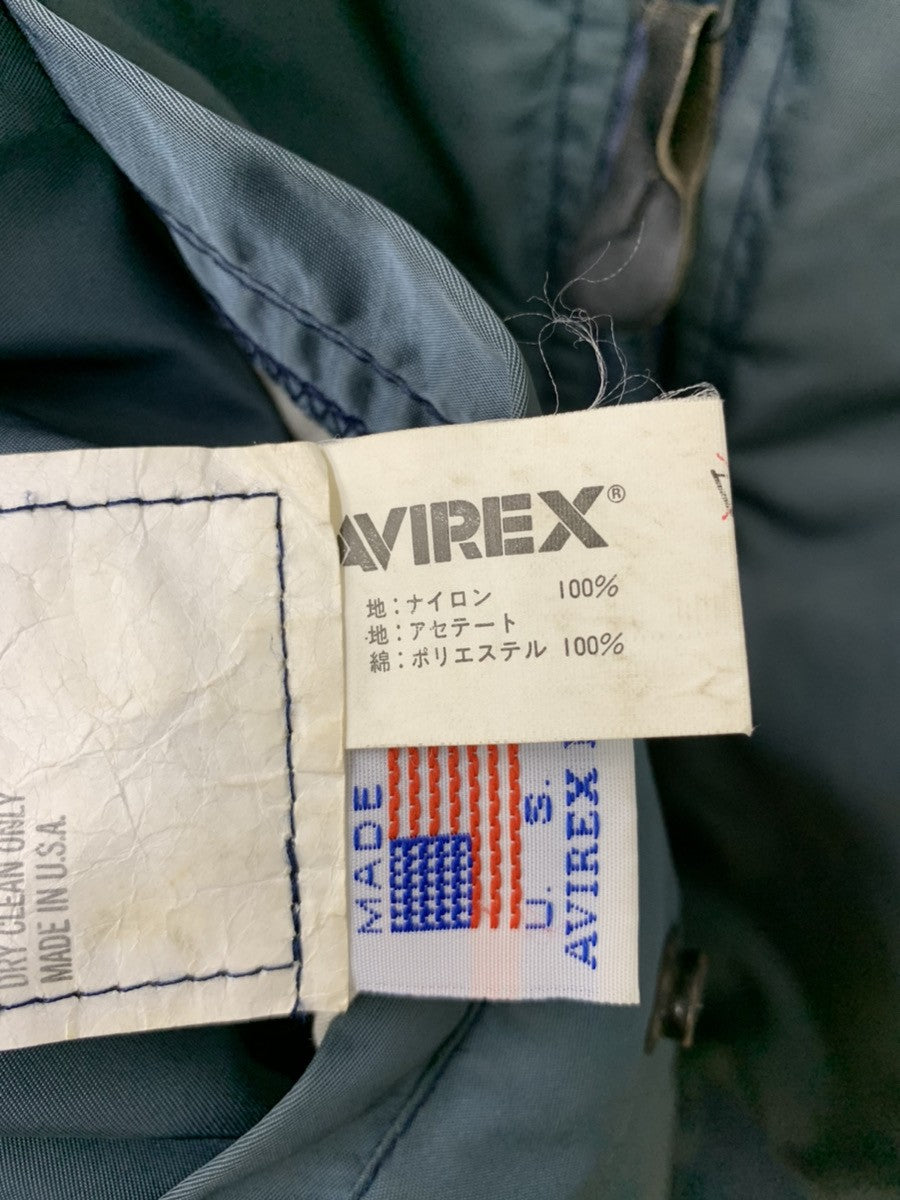 AVIREX®
地：ナイロン 100%
地：アセテート
綿：ポリエステル 100%
DRY CLEAN ONLY
MADE IN U.S.A.
MADE
U. S.
AVIREX